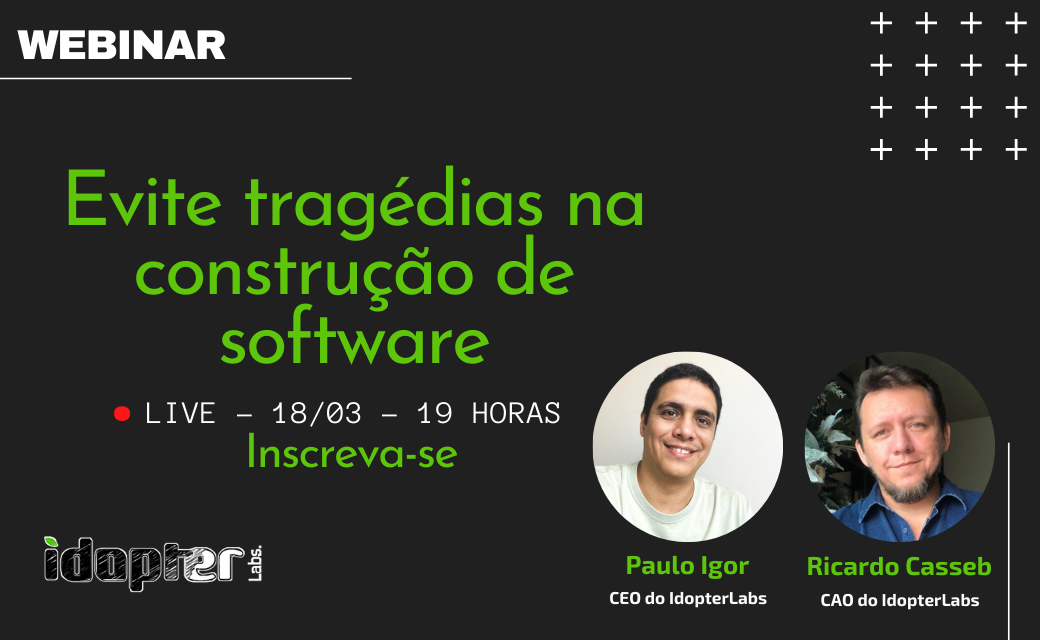 WEBINAR
Evite tragédias na
construção de
software
LIVE - 18/03 - 19 HORAS
Inscreva-se
idopter Labs.
Paulo Igor
CEO do IdopterLabs
Ricardo Casseb
CAO do IdopterLabs